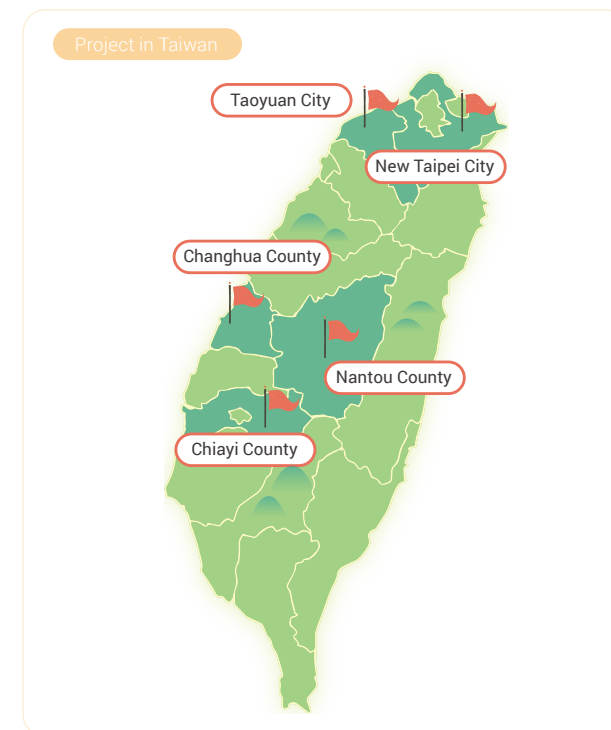 Project in Taiwan
Taoyuan City
New Taipei City
Changhua County
Nantou County
Chiayi County